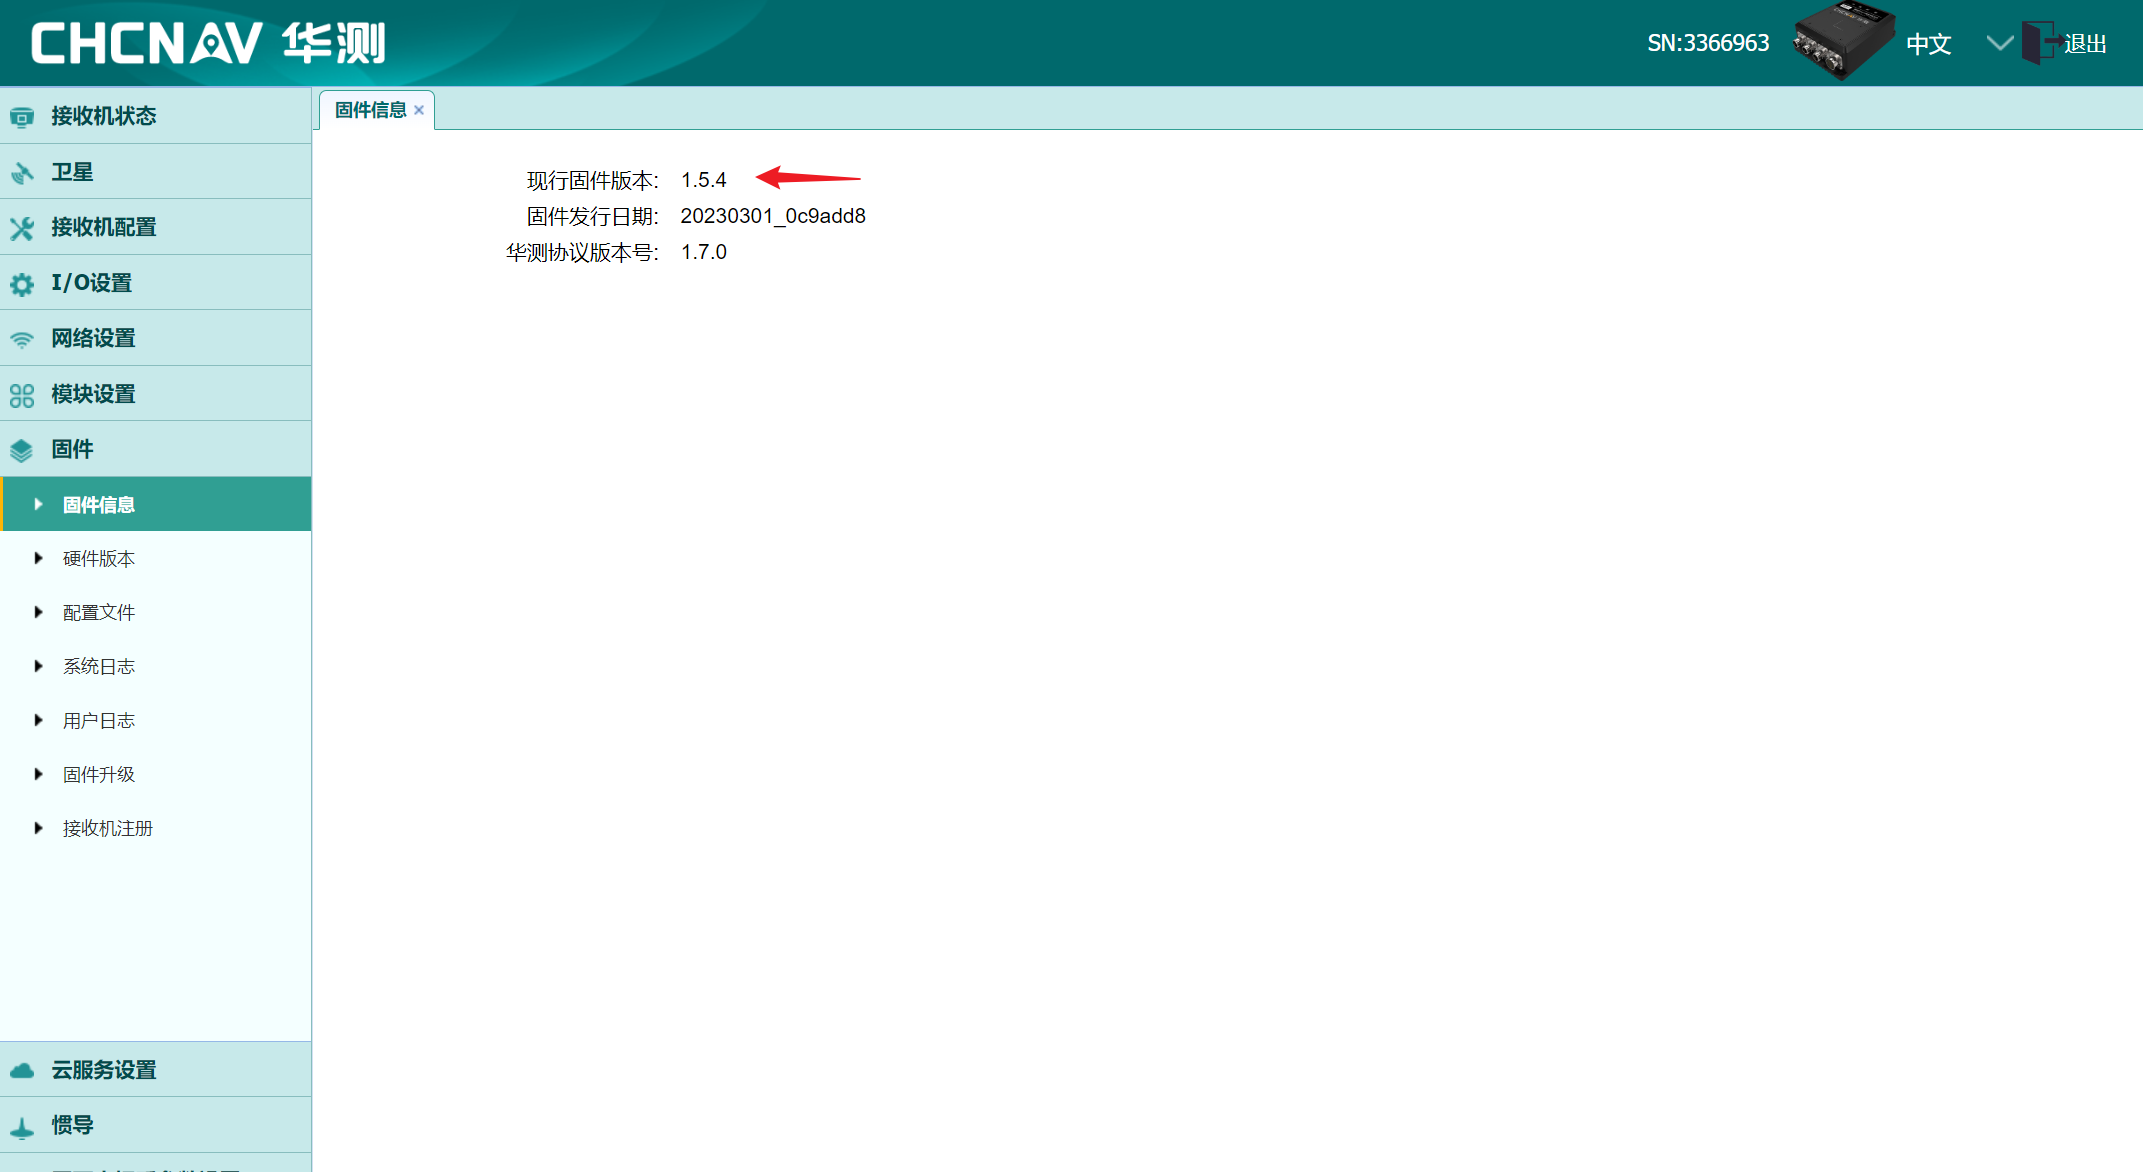 CHCNAV 华测
SN:3366963
中文
退出
接收机状态
卫星
接收机配置
I/O设置
网络设置
模块设置
固件
固件信息
硬件版本
配置文件
系统日志
用户日志
固件升级
接收机注册
云服务设置
惯导
固件信息 ×
现行固件版本: 1.5.4
固件发行日期: 20230301_0c9add8
华测协议版本号: 1.7.0